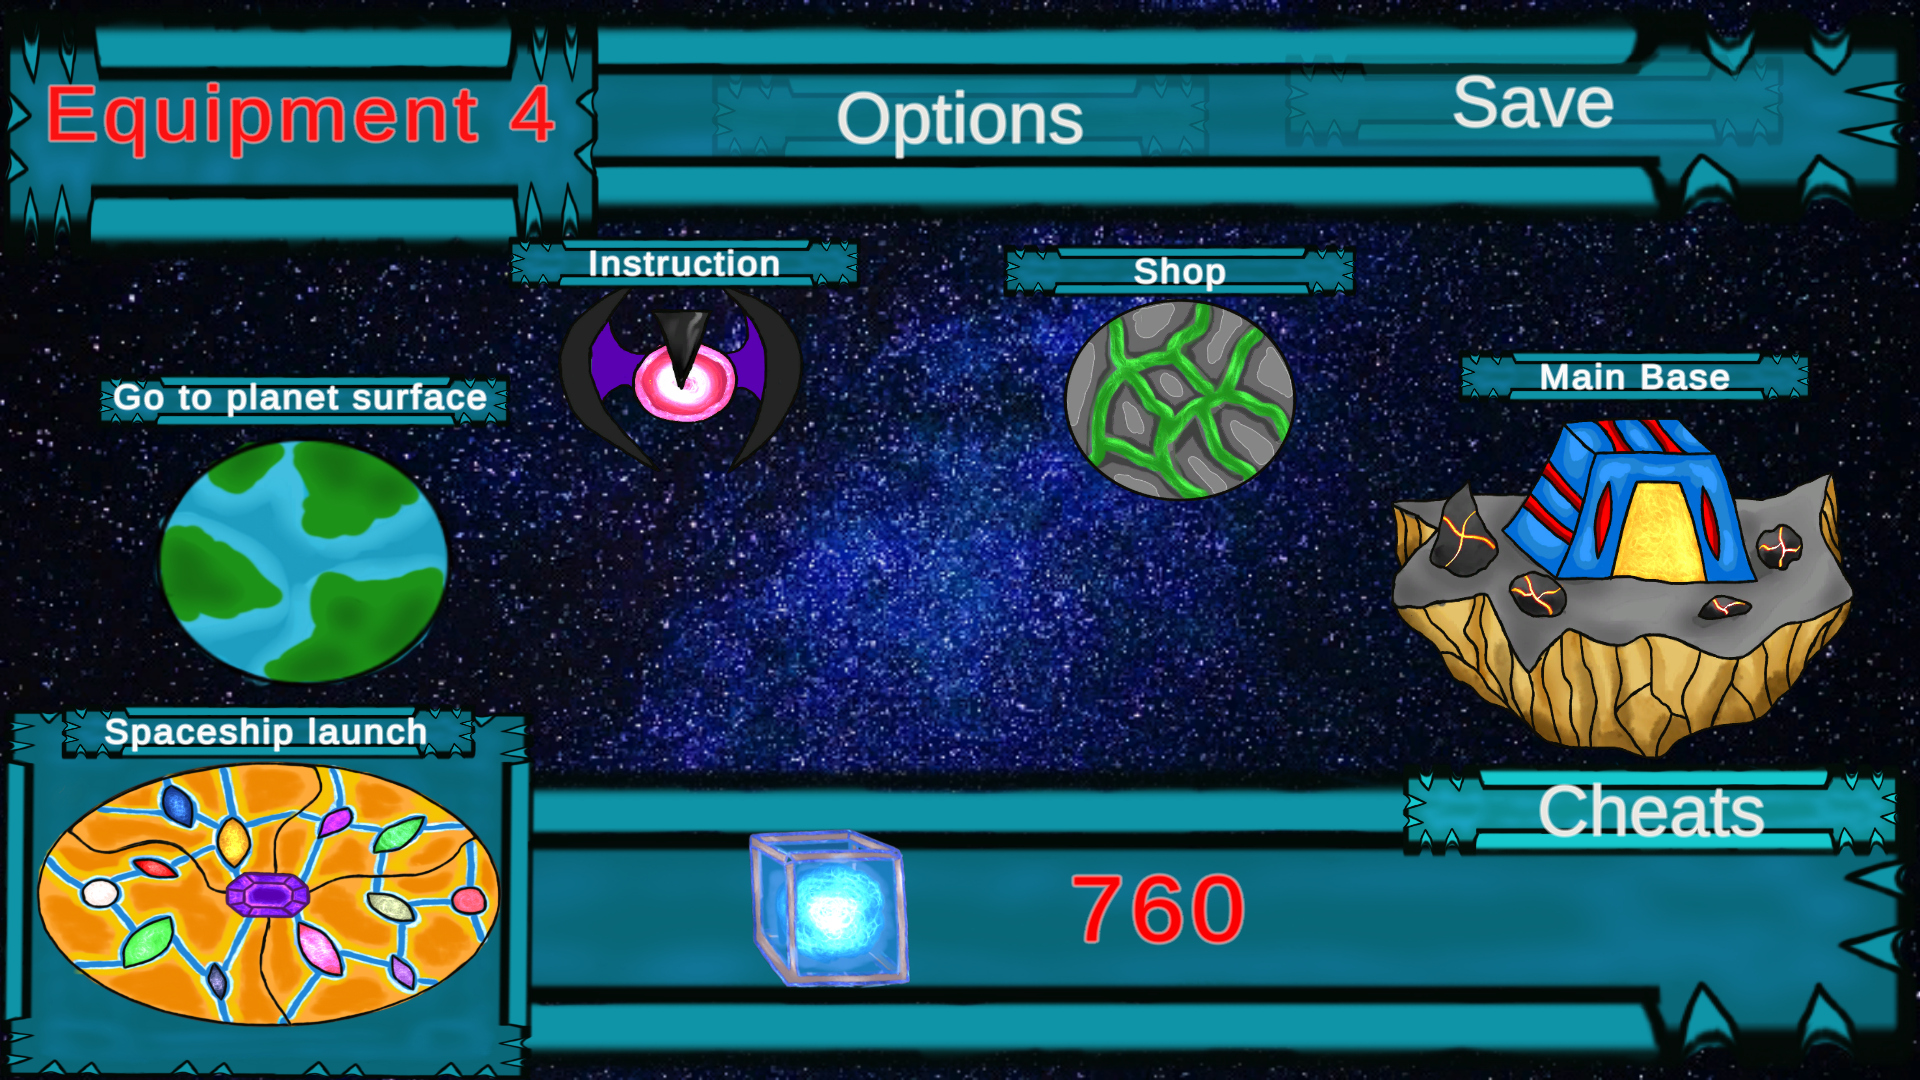 Equipment 4
Options
Save
Instruction
Shop
Main Base
Go to planet surface
Spaceship launch
Cheats
760